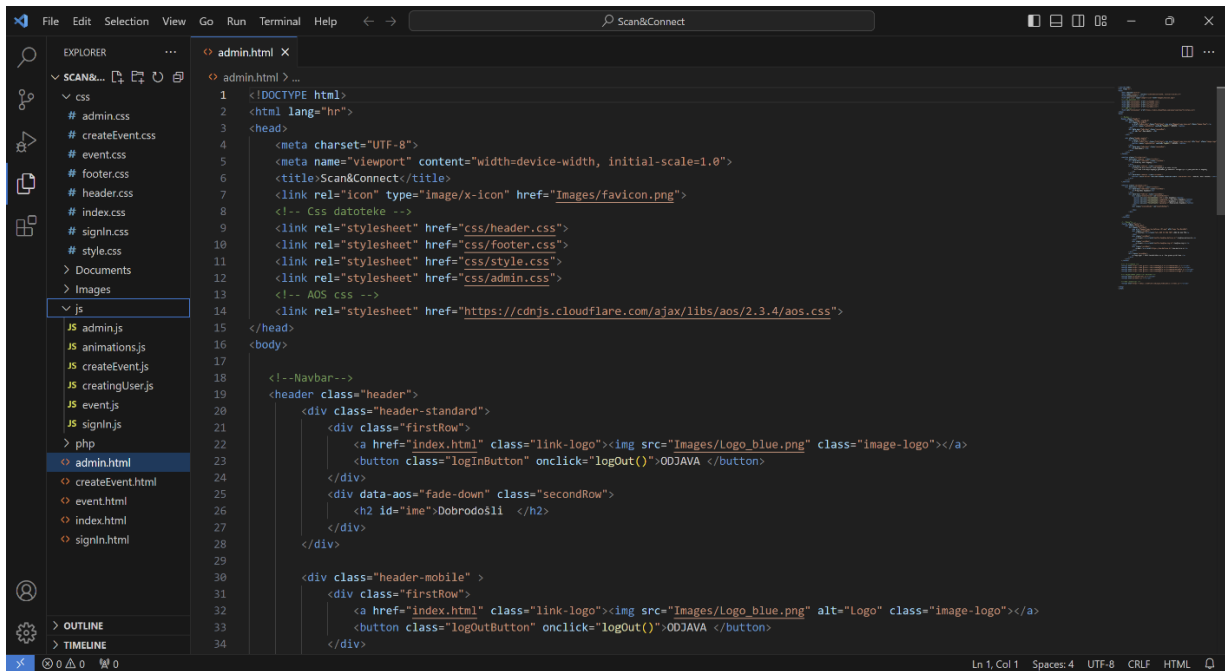 File Edit Selection View Go Run Terminal Help
Scan&Connect
EXPLORER
SCAN&...
css
# admin.css
# createEvent.css
# event.css
# footer.css
# header.css
# index.css
# signIn.css
# style.css
Documents
Images
js
JS admin.js
JS animations.js
JS createEvent.js
JS creatingUser.js
JS event.js
JS signIn.js
php
<> admin.html
<> createEvent.html
<> event.html
<> index.html
<> signIn.html
OUTLINE
TIMELINE
<> admin.html
<> admin.html > ...
1 <!DOCTYPE html>
2 <html lang="hr">
3 <head>
4 <meta charset="UTF-8">
5 <meta name="viewport" content="width=device-width, initial-scale=1.0">
6 <title>Scan&Connect</title>
7 <link rel="icon" type="image/x-icon" href="Images/favicon.png">
8 <!-- Css datoteke -->
9 <link rel="stylesheet" href="css/header.css">
10 <link rel="stylesheet" href="css/footer.css">
11 <link rel="stylesheet" href="css/style.css">
12 <link rel="stylesheet" href="css/admin.css">
13 <!-- AOS css -->
14 <link rel="stylesheet" href="https://cdnjs.cloudflare.com/ajax/libs/aos/2.3.4/aos.css">
15 </head>
16 <body>
17
18 <!--Navbar-->
19 <header class="header">
20 <div class="header-standard">
21 <div class="firstRow">
22 <a href="index.html" class="link-logo"><img src="Images/Logo_blue.png" class="image-logo"></a>
23 <button class="logInButton" onclick="logOut()">ODJAVA </button>
24 </div>
25 <div data-aos="fade-down" class="secondRow">
26 <h2 id="ime">Dobrodošli </h2>
27 </div>
28 </div>
29
30 <div class="header-mobile" >
31 <div class="firstRow">
32 <a href="index.html" class="link-logo"><img src="Images/Logo_blue.png" alt="Logo" class="image-logo"></a>
33 <button class="logOutButton" onclick="logOut()">ODJAVA </button>
34 </div>
0 0 0 Ln 1, Col 1 Spaces: 4 UTF-8 CRLF HTML